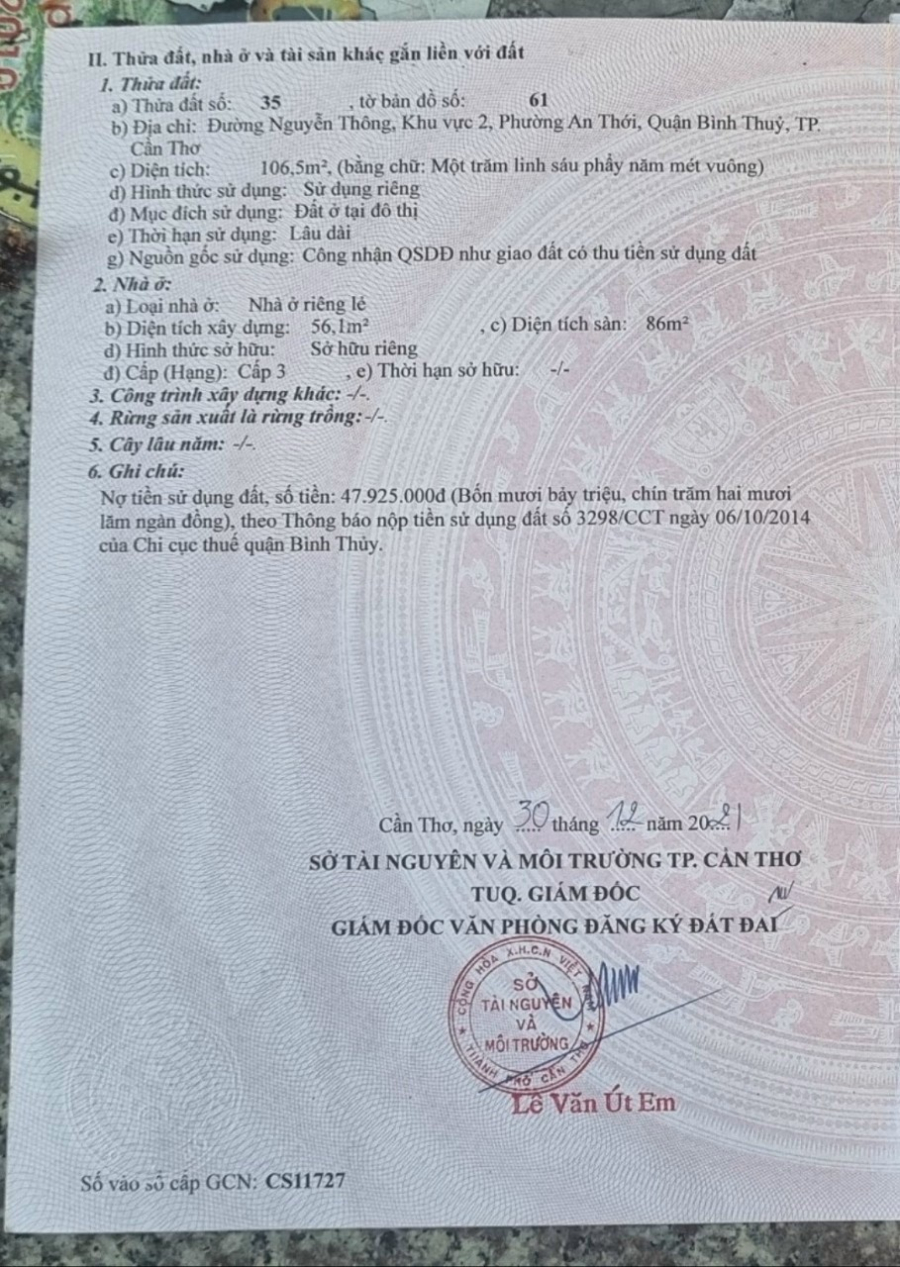 II. Thửa đất, nhà ở và tài sản khác gắn liền với đất
1. Thửa đất:
a) Thửa đất số: 35 , tờ bản đồ số: 61
b) Địa chỉ: Đường Nguyễn Thông, Khu vực 2, Phường An Thới, Quận Bình Thuỷ, TP.
Cần Thơ
c) Diện tích: 106,5m², (bằng chữ: Một trăm linh sáu phẩy năm mét vuông)
d) Hình thức sử dụng: Sử dụng riêng
đ) Mục đích sử dụng: Đất ở tại đô thị
e) Thời hạn sử dụng: Lâu dài
g) Nguồn gốc sử dụng: Công nhận QSDĐ như giao đất có thu tiền sử dụng đất
2. Nhà ở:
a) Loại nhà ở: Nhà ở riêng lẻ
b) Diện tích xây dựng: 56,1m² , c) Diện tích sàn: 86m²
d) Hình thức sở hữu: Sở hữu riêng
đ) Cấp (Hạng): Cấp 3 , e) Thời hạn sở hữu: -/-
3. Công trình xây dựng khác: -/-.
4. Rừng sản xuất là rừng trồng: -/-.
5. Cây lâu năm: -/-.
6. Ghi chú:
Nợ tiền sử dụng đất, số tiền: 47.925.000đ (Bốn mươi bảy triệu, chín trăm hai mươi
lăm ngàn đồng), theo Thông báo nộp tiền sử dụng đất số 3298/CCT ngày 06/10/2014
của Chi cục thuế quận Bình Thủy.
Cần Thơ, ngày 30 tháng 12 năm 2021
SỞ TÀI NGUYÊN VÀ MÔI TRƯỜNG TP. CẦN THƠ
TUQ. GIÁM ĐỐC
GIÁM ĐỐC VĂN PHÒNG ĐĂNG KÝ ĐẤT ĐAI
CỘNG HÒA X.H.C.N VIỆT NAM
SỞ
TÀI NGUYÊN
VÀ
MÔI TRƯỜNG
THÀNH PHỐ CẦN THƠ
Lê Văn Út Em
Số vào sổ cấp GCN: CS11727